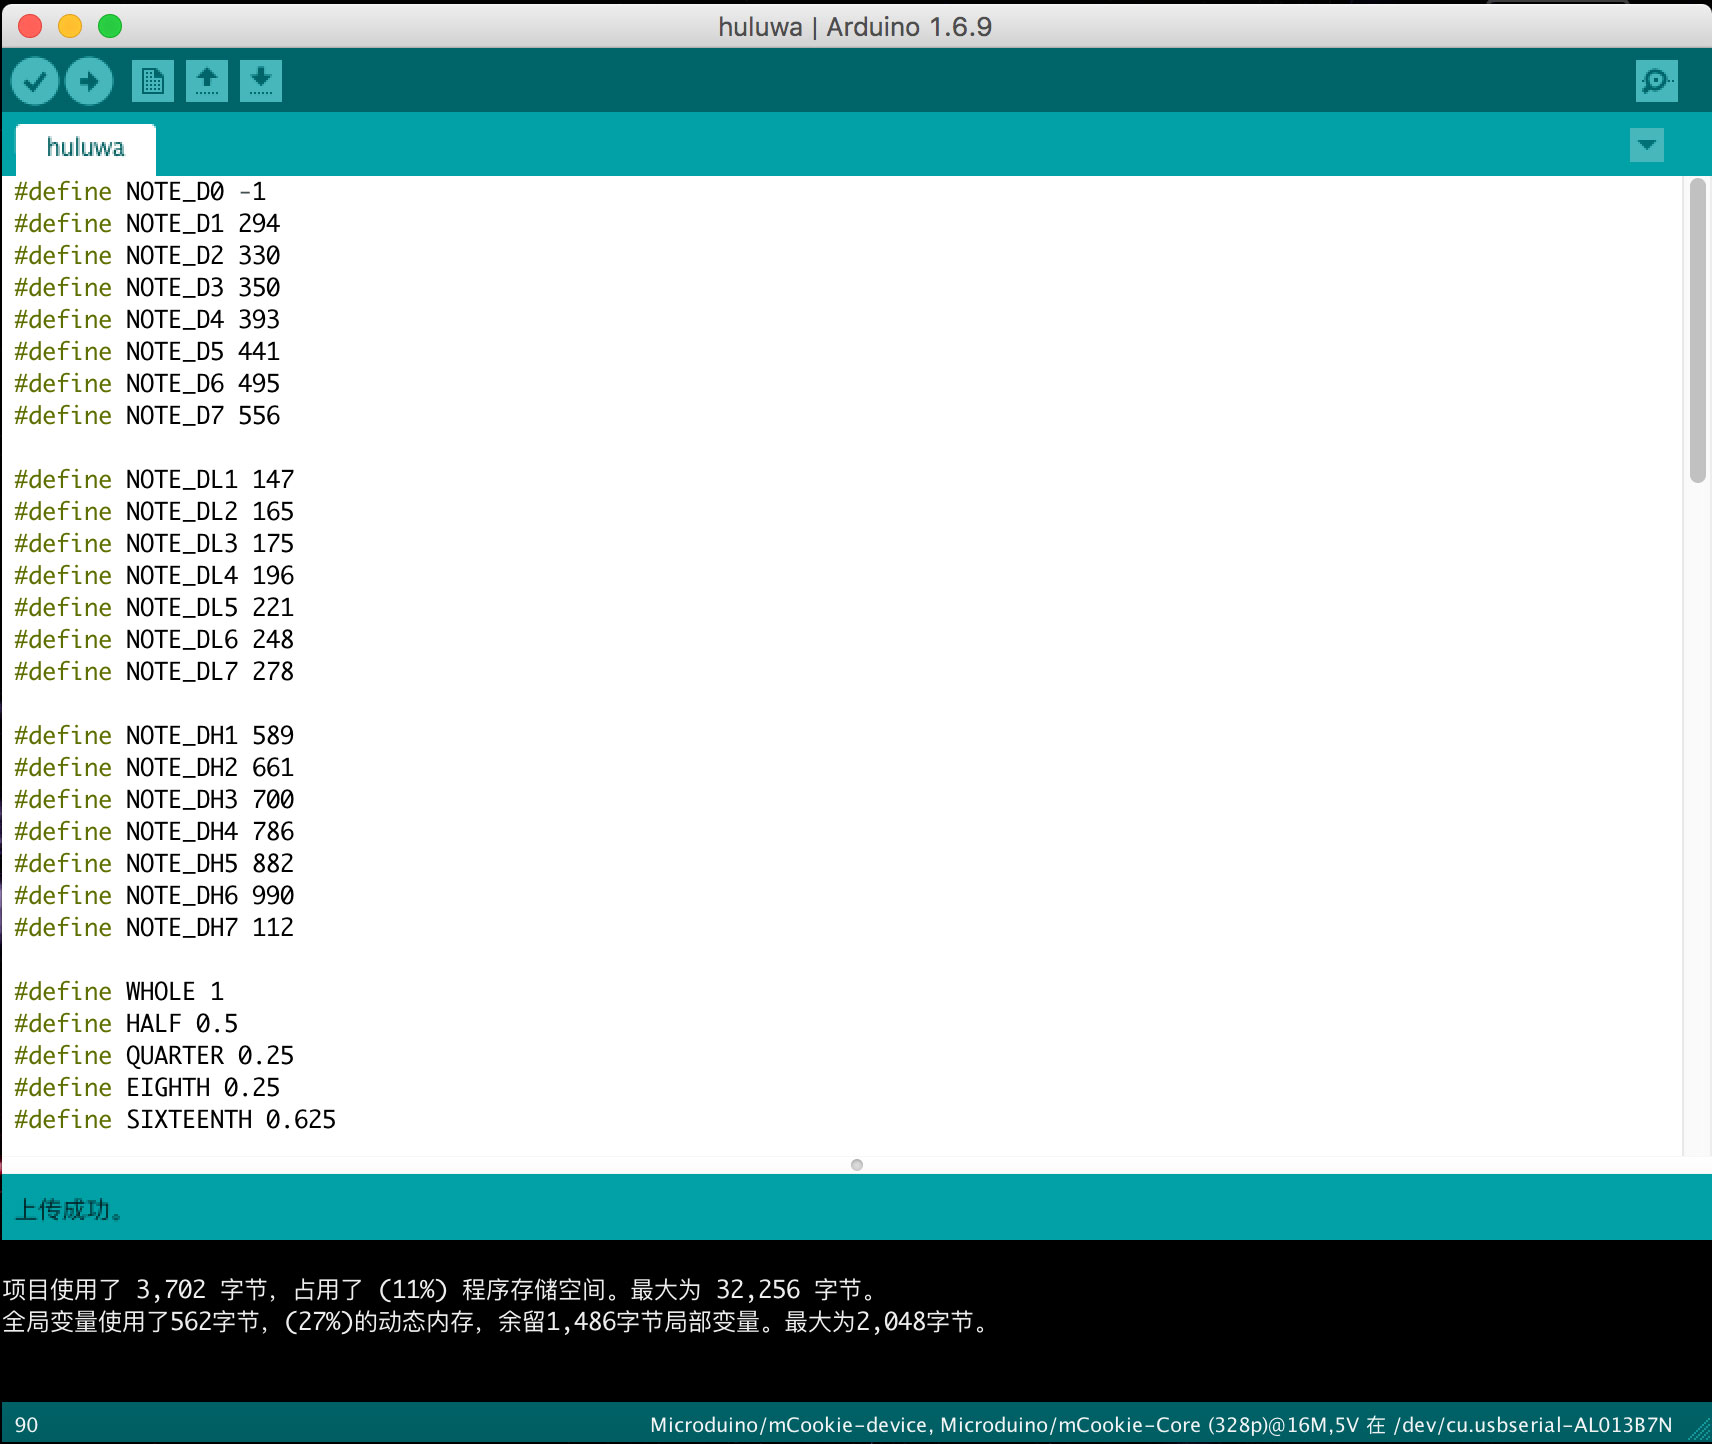 huluwa | Arduino 1.6.9
huluwa
#define NOTE_D0 -1
#define NOTE_D1 294
#define NOTE_D2 330
#define NOTE_D3 350
#define NOTE_D4 393
#define NOTE_D5 441
#define NOTE_D6 495
#define NOTE_D7 556
#define NOTE_DL1 147
#define NOTE_DL2 165
#define NOTE_DL3 175
#define NOTE_DL4 196
#define NOTE_DL5 221
#define NOTE_DL6 248
#define NOTE_DL7 278
#define NOTE_DH1 589
#define NOTE_DH2 661
#define NOTE_DH3 700
#define NOTE_DH4 786
#define NOTE_DH5 882
#define NOTE_DH6 990
#define NOTE_DH7 112
#define WHOLE 1
#define HALF 0.5
#define QUARTER 0.25
#define EIGHTH 0.25
#define SIXTEENTH 0.625
上传成功。
项目使用了 3,702 字节，占用了 (11%) 程序存储空间。最大为 32,256 字节。
全局变量使用了562字节，(27%)的动态内存，余留1,486字节局部变量。最大为2,048字节。
90
Microduino/mCookie-device, Microduino/mCookie-Core (328p)@16M,5V 在 /dev/cu.usbserial-AL013B7N